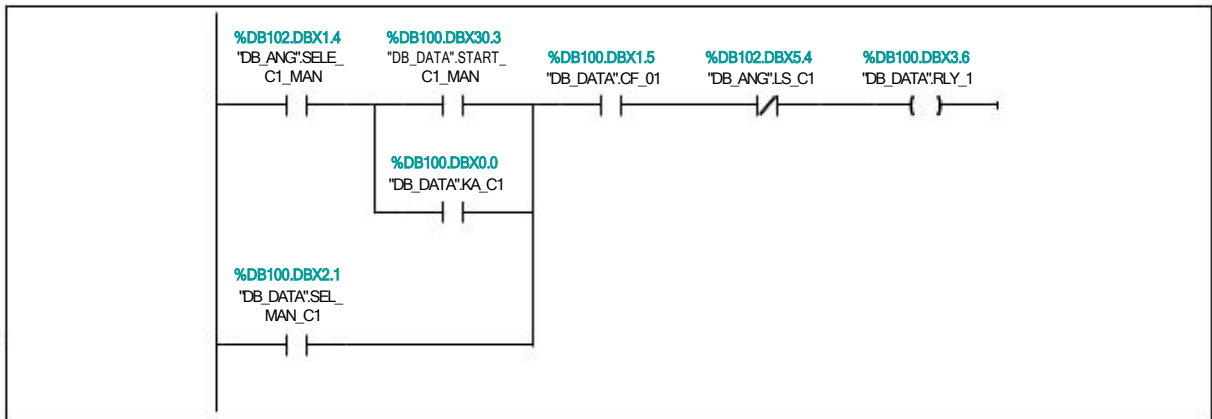 %DB102.DBX1.4
"DB_ANG".SELE_
C1_MAN
%DB100.DBX30.3
"DB_DATA".START_
C1_MAN
%DB100.DBX1.5
"DB_DATA".CF_01
%DB102.DBX5.4
"DB_ANG".LS_C1
%DB100.DBX3.6
"DB_DATA".RLY_1
%DB100.DBX0.0
"DB_DATA".KA_C1
%DB100.DBX2.1
"DB_DATA".SEL_
MAN_C1